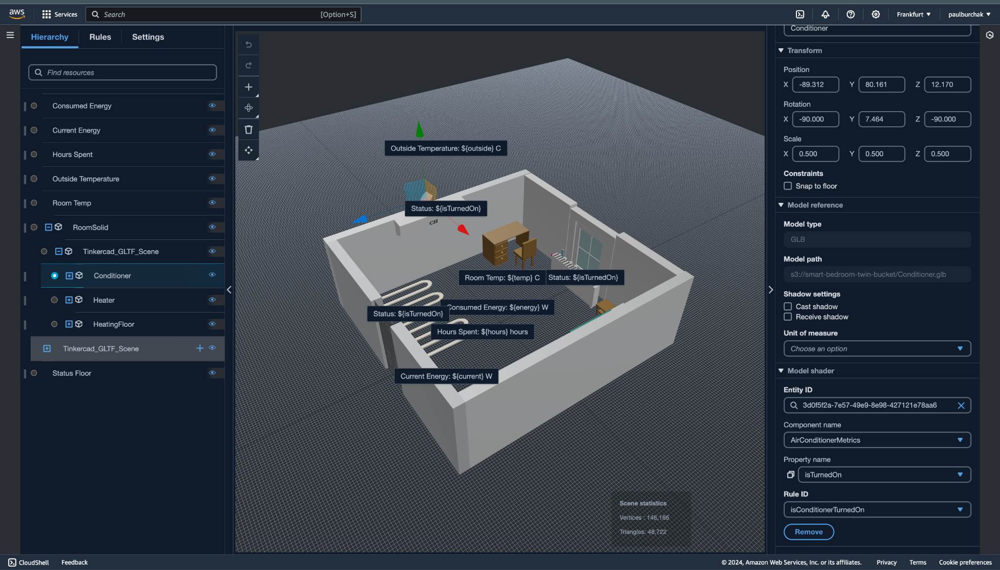 aws
Services
Search
[Option+S]
Frankfurt
paulburchak
Hierarchy
Rules
Settings
Find resources
Consumed Energy
Current Energy
Hours Spent
Outside Temperature
Room Temp
RoomSolid
Tinkercad_GLTF_Scene
Conditioner
Heater
HeatingFloor
Tinkercad_GLTF_Scene
Status Floor
Outside Temperature: ${outside} C
Status: ${isTurnedOn}
CH
Room Temp: ${temp} C
Status: ${isTurnedOn}
Consumed Energy: ${energy} W
Status: ${isTurnedOn}
Hours Spent: ${hours} hours
Current Energy: ${current} W
Scene statistics
Vertices : 146,166
Triangles: 48,722
Conditioner
Transform
Position
X -89.312 Y 80.161 Z 12.170
Rotation
X -90.000 Y 7.464 Z -90.000
Scale
X 0.500 Y 0.500 Z 0.500
Constraints
Snap to floor
Model reference
Model type
GLB
Model path
s3://smart-bedroom-twin-bucket/Conditioner.glb
Shadow settings
Cast shadow
Receive shadow
Unit of measure
Choose an option
Model shader
Entity ID
3d0f5f2a-7e57-49e9-8e98-427121e78aa6
Component name
AirConditionerMetrics
Property name
isTurnedOn
Rule ID
isConditionerTurnedOn
Remove
CloudShell
Feedback
© 2024, Amazon Web Services, Inc. or its affiliates.
Privacy
Terms
Cookie preferences